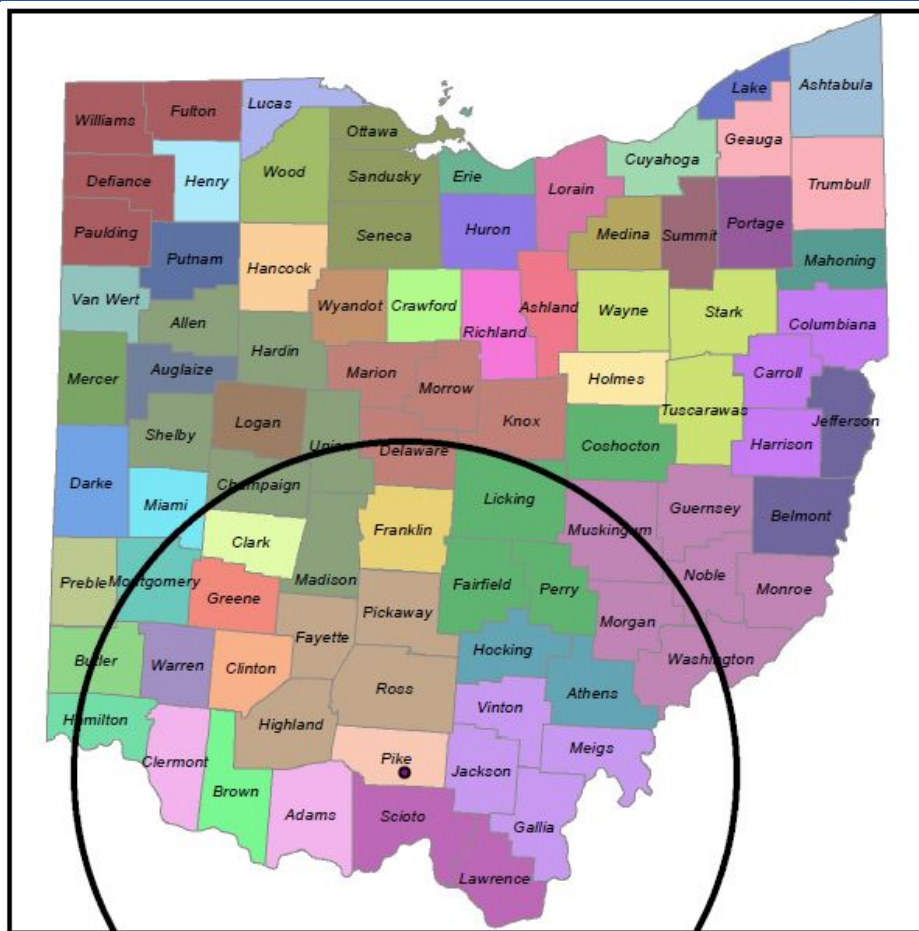 Ashtabula
Lake
Williams
Fulton
Lucas
Ottawa
Geauga
Cuyahoga
Defiance
Henry
Wood
Sandusky
Erie
Lorain
Trumbull
Paulding
Seneca
Huron
Medina
Summit
Portage
Putnam
Hancock
Mahoning
Van Wert
Allen
Wyandot
Crawford
Richland
Ashland
Wayne
Stark
Columbiana
Mercer
Auglaize
Hardin
Marion
Morrow
Holmes
Carroll
Tuscarawas
Shelby
Logan
Union
Knox
Coshocton
Harrison
Jefferson
Delaware
Darke
Miami
Champaign
Licking
Guernsey
Belmont
Clark
Franklin
Muskingum
Preble
Montgomery
Madison
Fairfield
Perry
Noble
Monroe
Greene
Pickaway
Morgan
Fayette
Butler
Warren
Clinton
Hocking
Washington
Ross
Athens
Hamilton
Highland
Vinton
Clermont
Pike
Meigs
Brown
Jackson
Adams
Scioto
Gallia
Lawrence